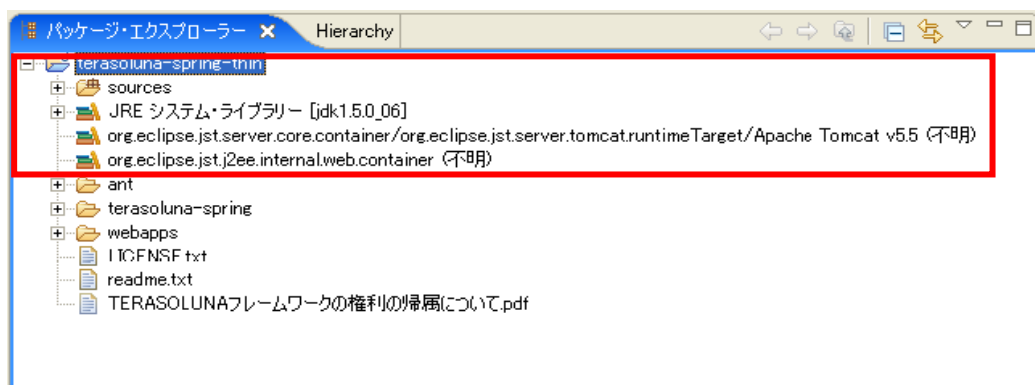 パッケージ・エクスプローラー Hierarchy
terasoluna-spring-thin
sources
JRE システム・ライブラリー [jdk1.5.0_06]
org.eclipse.jst.server.core.container/org.eclipse.jst.server.tomcat.runtimeTarget/Apache Tomcat v5.5 (不明)
org.eclipse.jst.j2ee.internal.web.container (不明)
ant
terasoluna-spring
webapps
LICENSE.txt
readme.txt
TERASOLUNAフレームワークの権利の帰属について.pdf